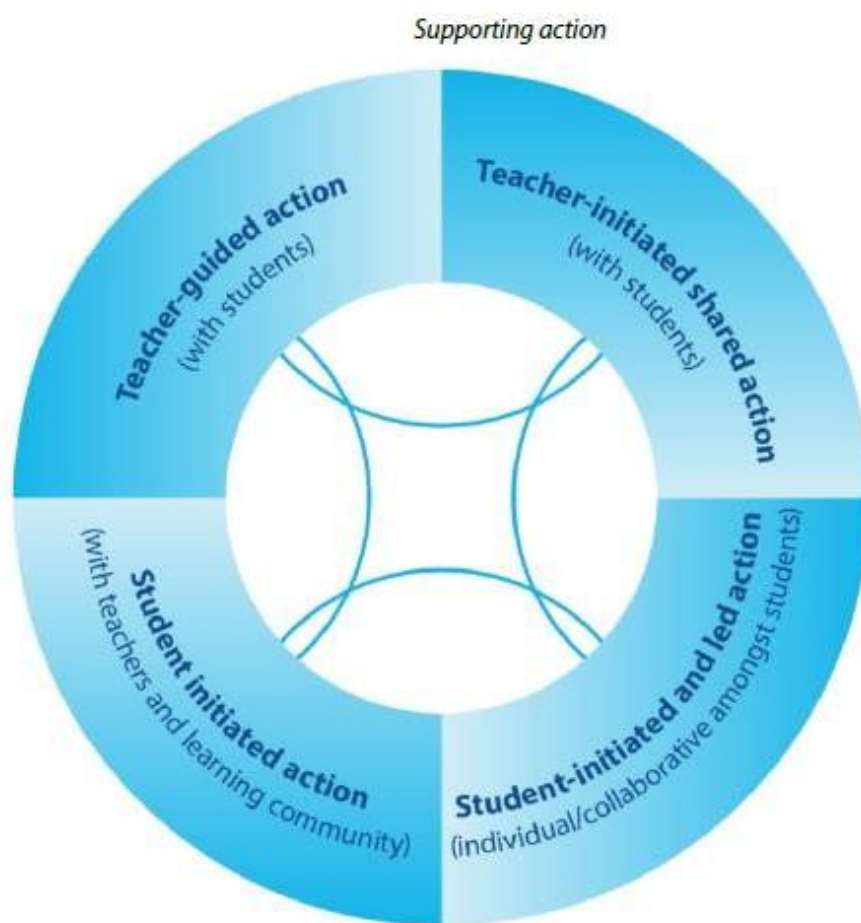 Supporting action
Teacher-guided action
(with students)
Teacher-initiated shared action
(with students)
Student initiated action
(with teachers and learning community)
Student-initiated and led action
(individual/collaborative amongst students)